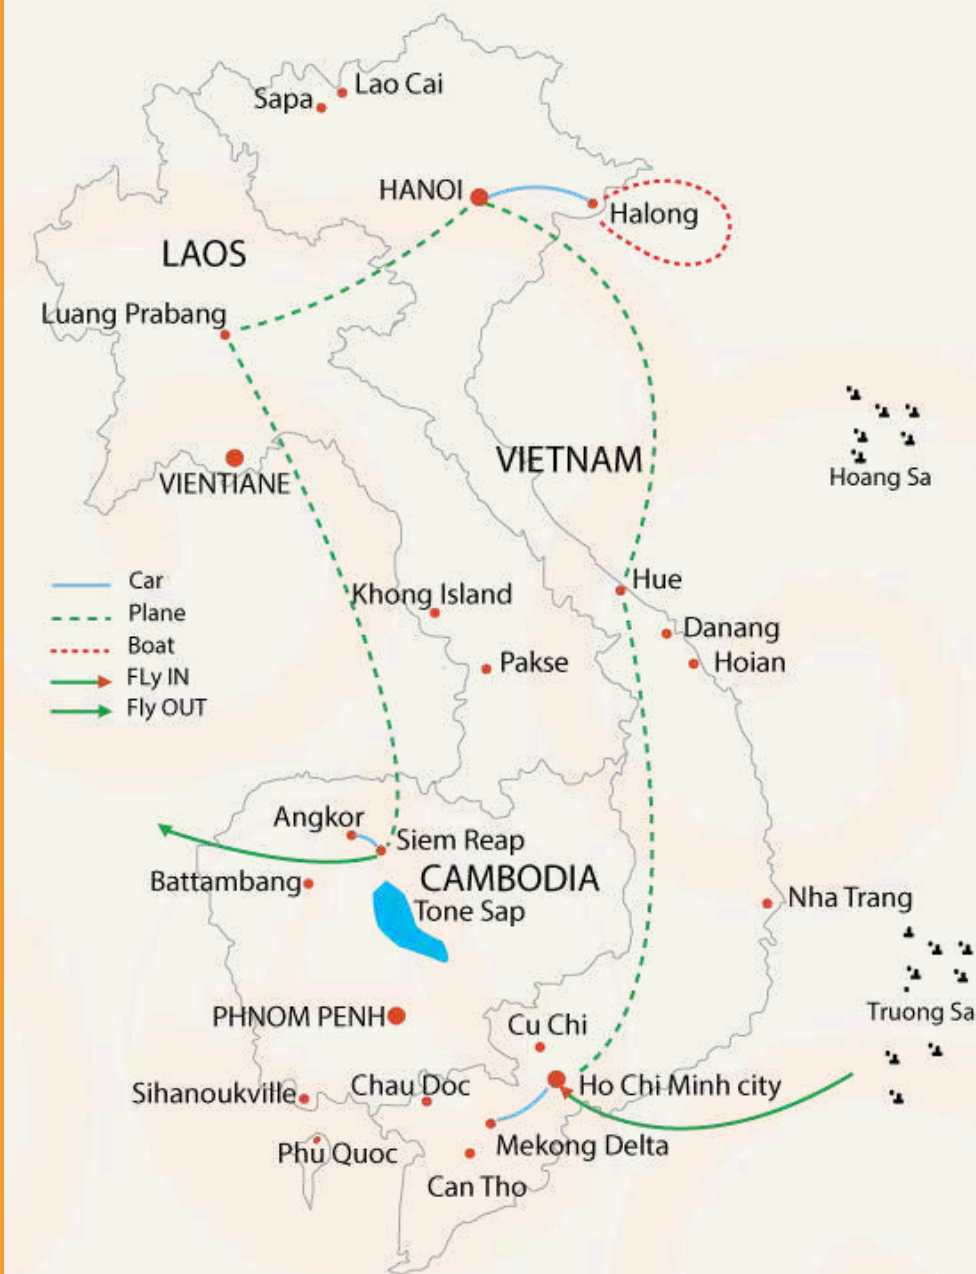 Lao Cai
Sapa
HANOI
Halong
LAOS
Luang Prabang
VIETNAM
VIENTIANE
Hoang Sa
Car
Plane
Boat
FLy IN
Fly OUT
Khong Island
Hue
Danang
Pakse
Hoian
Angkor
Siem Reap
Battambang
CAMBODIA
Tone Sap
Nha Trang
PHNOM PENH
Cu Chi
Truong Sa
Sihanoukville
Chau Doc
Ho Chi Minh city
Phu Quoc
Mekong Delta
Can Tho